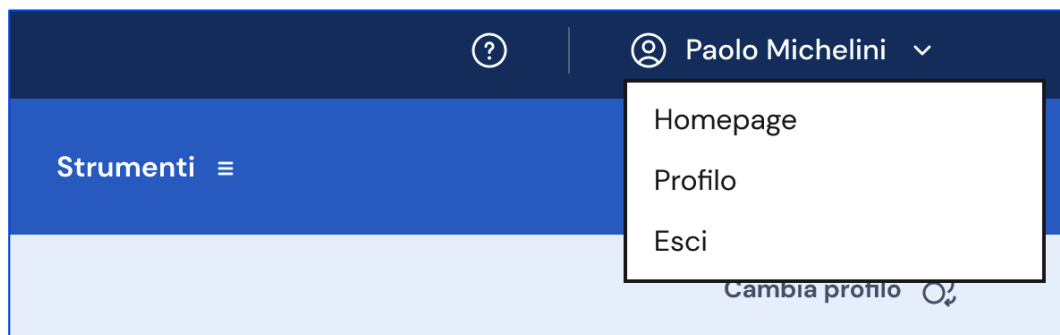 ?
Paolo Michelini
Homepage
Strumenti
Profilo
Esci
Cambia profilo